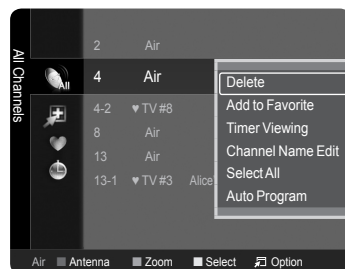 All Channels
All
2 Air
4 Air
4-2 ♥ TV #8
8 Air
13 Air
13-1 ♥ TV #3 Alice
Delete
Add to Favorite
Timer Viewing
Channel Name Edit
Select All
Auto Program
Air Antenna Zoom Select Option